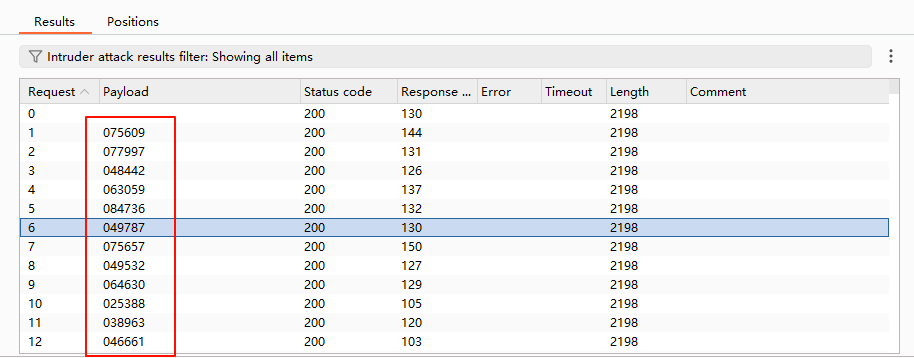 Results Positions
Intruder attack results filter: Showing all items
Request Payload Status code Response ... Error Timeout Length Comment
0 200 130 2198
1 075609 200 144 2198
2 077997 200 131 2198
3 048442 200 126 2198
4 063059 200 137 2198
5 084736 200 132 2198
6 049787 200 130 2198
7 075657 200 150 2198
8 049532 200 127 2198
9 064630 200 129 2198
10 025388 200 105 2198
11 038963 200 120 2198
12 046661 200 103 2198